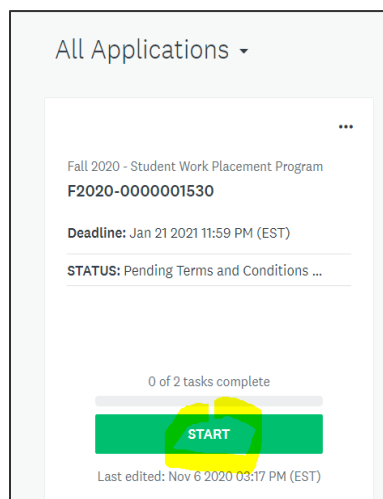 All Applications
Fall 2020 - Student Work Placement Program
F2020-0000001530
Deadline: Jan 21 2021 11:59 PM (EST)
STATUS: Pending Terms and Conditions ...
0 of 2 tasks complete
START
Last edited: Nov 6 2020 03:17 PM (EST)